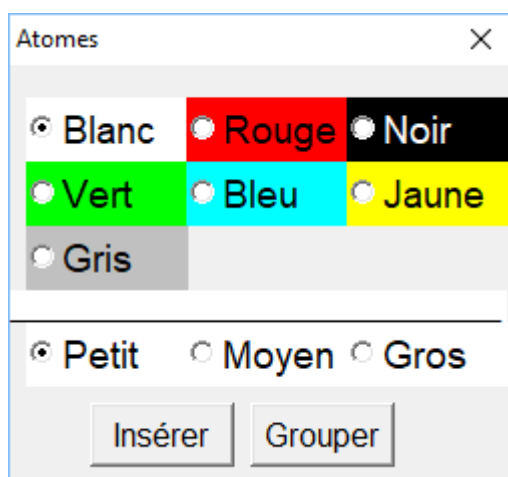 Atomes
Blanc Rouge Noir
Vert Bleu Jaune
Gris
Petit Moyen Gros
Insérer Grouper